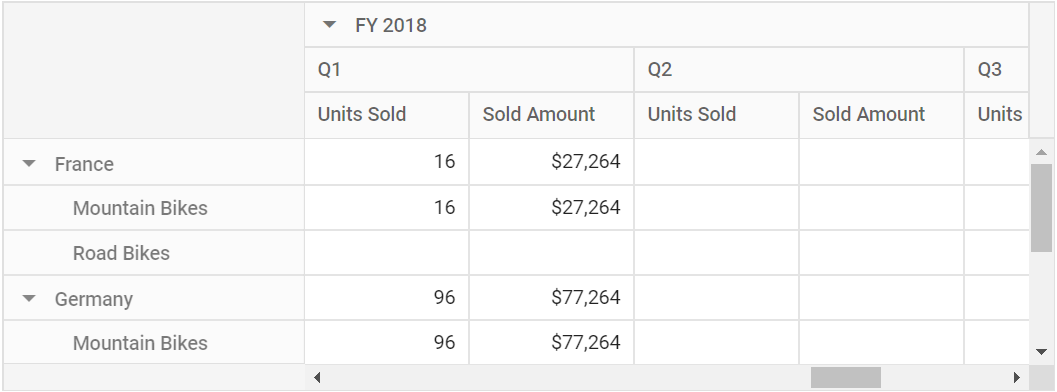 FY 2018
Q1 Q2 Q3
Units Sold Sold Amount Units Sold Sold Amount Units
France 16 $27,264
Mountain Bikes 16 $27,264
Road Bikes
Germany 96 $77,264
Mountain Bikes 96 $77,264